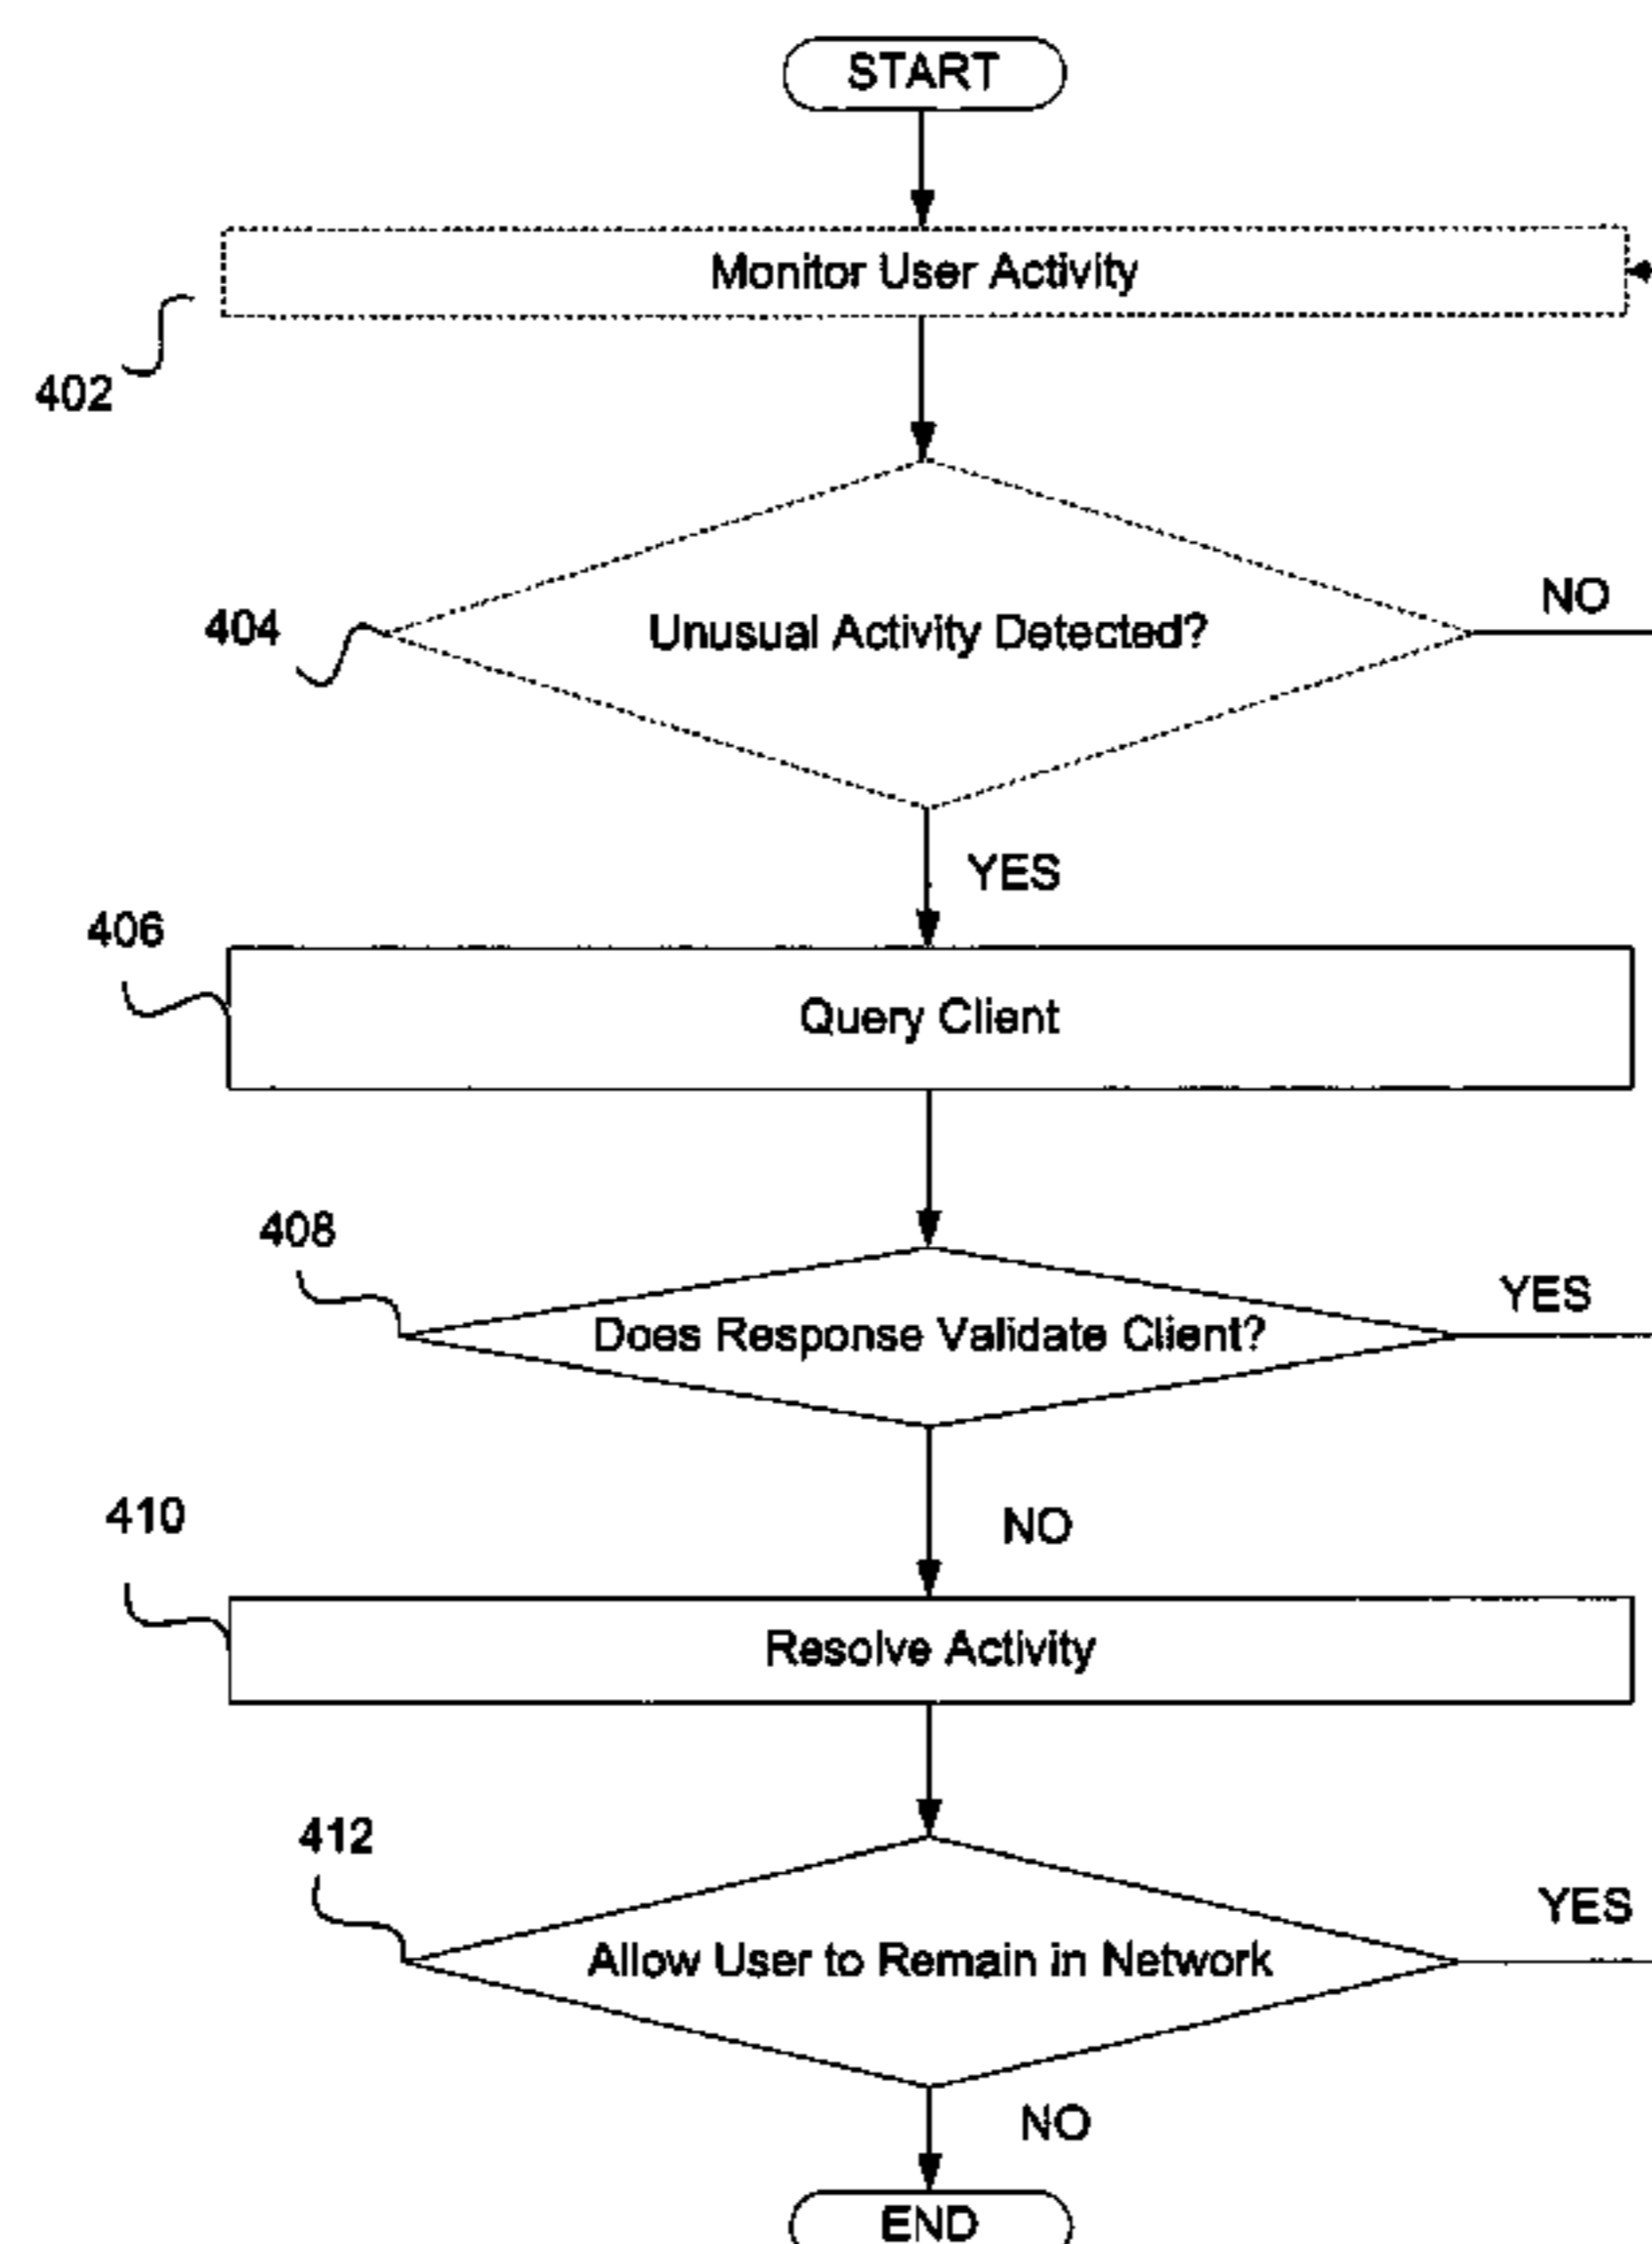 START
Monitor User Activity
402
404
Unusual Activity Detected?
NO
YES
406
Query Client
408
Does Response Validate Client?
YES
NO
410
Resolve Activity
412
Allow User to Remain in Network
YES
NO
END